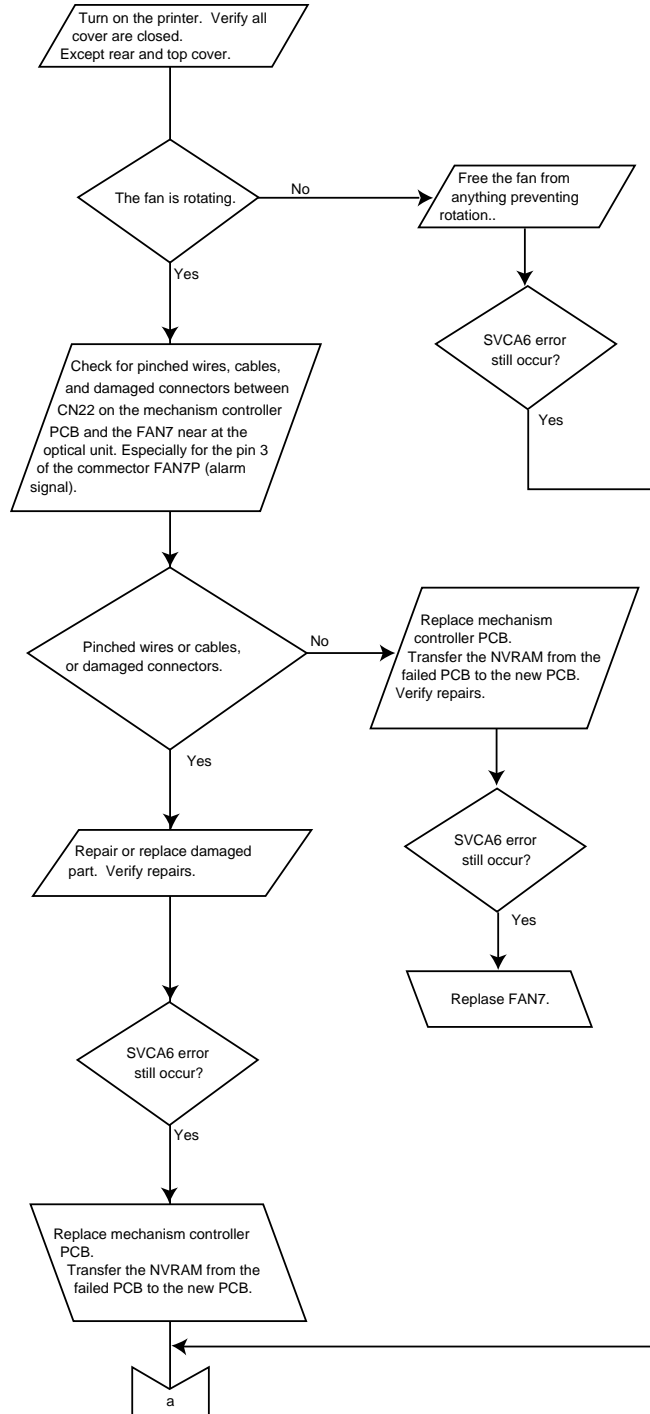 Turn on the printer.  Verify all
cover are closed.
Except rear and top cover.
The fan is rotating.
No
Free the fan from
anything preventing
rotation..
Yes
SVCA6 error
still occur?
Yes
Check for pinched wires, cables,
and damaged connectors between
CN22 on the mechanism controller
PCB and the FAN7 near at the
optical unit. Especially for the pin 3
of the commector FAN7P (alarm
signal).
Pinched wires or cables,
or damaged connectors.
No
Replace mechanism
controller PCB.
Transfer the NVRAM from the
failed PCB to the new PCB.
Verify repairs.
Yes
SVCA6 error
still occur?
Yes
Replase FAN7.
Repair or replace damaged
part.  Verify repairs.
SVCA6 error
still occur?
Yes
Replace mechanism controller
PCB.
Transfer the NVRAM from the
failed PCB to the new PCB.
a